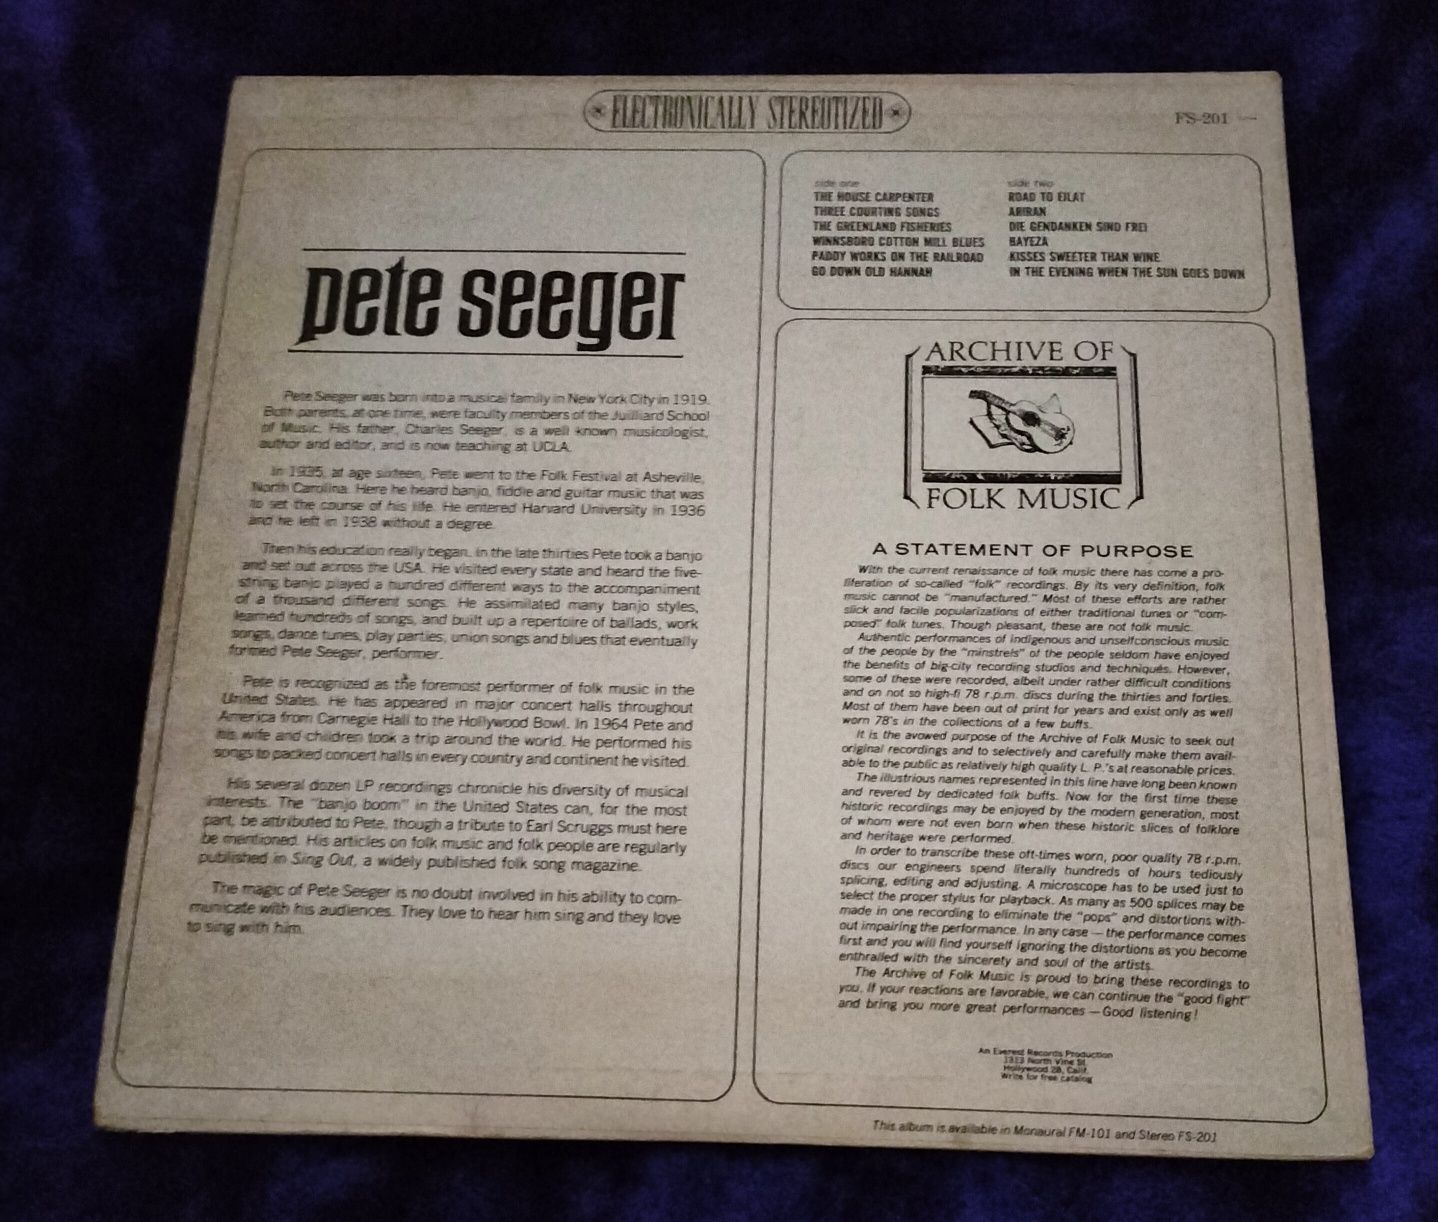 ELECTRONICALLY STEREOTIZED
FS-201
pete seeger
Pete Seeger was born into a musical family in New York City in 1919.
Both parents, at one time, were faculty members of the Juilliard School
of Music. His father, Charles Seeger, is a well known musicologist,
author and editor, and is now teaching at UCLA.
In 1935, at age sixteen, Pete went to the Folk Festival at Asheville,
North Carolina. Here he heard banjo, fiddle and guitar music that was
to set the course of his life. He entered Harvard University in 1936
and he left in 1938 without a degree.
Then his education really began. In the late thirties Pete took a banjo
and set out across the USA. He visited every state and heard the five-
string banjo played a hundred different ways to the accompaniment
of a thousand different songs. He assimilated many banjo styles,
learned hundreds of songs, and built up a repertoire of ballads, work
songs, dance tunes, play parties, union songs and blues that eventually
formed Pete Seeger, performer.
Pete is recognized as the foremost performer of folk music in the
United States. He has appeared in major concert halls throughout
America from Carnegie Hall to the Hollywood Bowl. In 1964 Pete and
his wife and children took a trip around the world. He performed his
songs to packed concert halls in every country and continent he visited.
His several dozen LP recordings chronicle his diversity of musical
interests. The "banjo boom" in the United States can, for the most
part, be attributed to Pete, though a tribute to Earl Scruggs must here
be mentioned. His articles on folk music and folk people are regularly
published in Sing Out, a widely published folk song magazine.
The magic of Pete Seeger is no doubt involved in his ability to com-
municate with his audiences. They love to hear him sing and they love
to sing with him.
side one
THE HOUSE CARPENTER
THREE COUNTING SONGS
THE GREENLAND FISHERIES
WINNSBORO COTTON MILL BLUES
PADDY WORKS ON THE RAILROAD
GO DOWN OLD HANNAH
side two
ROAD TO EILAT
ARIRAN
DIE GENDANKEN SIND FREI
BAYEZA
KISSES SWEETER THAN WINE
IN THE EVENING WHEN THE SUN GOES DOWN
ARCHIVE OF
FOLK MUSIC
A STATEMENT OF PURPOSE
With the current renaissance of folk music there has come a pro-
liferation of so-called "folk" recordings. By its very definition, folk
music cannot be "manufactured." Most of these efforts are rather
slick and facile popularizations of either traditional tunes or "com-
posed" folk tunes. Though pleasant, these are not folk music.
Authentic performances of indigenous and unselfconscious music
of the people by the "minstrels" of the people seldom have enjoyed
the benefits of big-city recording studios and techniques. However,
some of these were recorded, albeit under rather difficult conditions
and on not so high-fi 78 r.p.m. discs during the thirties and forties.
Most of them have been out of print for years and exist only as well
worn 78's in the collections of a few buffs.
It is the avowed purpose of the Archive of Folk Music to seek out
original recordings and to selectively and carefully make them avail-
able to the public as relatively high quality L. P.'s at reasonable prices.
The illustrious names represented in this line have long been known
and revered by dedicated folk buffs. Now for the first time these
historic recordings may be enjoyed by the modern generation, most
of whom were not even born when these historic slices of folklore
and heritage were performed.
In order to transcribe these oft-times worn, poor quality 78 r.p.m.
discs our engineers spend literally hundreds of hours tediously
splicing, editing and adjusting. A microscope has to be used just to
select the proper stylus for playback. As many as 500 splices may be
made in one recording to eliminate the "pops" and distortions with-
out impairing the performance. In any case — the performance comes
first and you will find yourself ignoring the distortions as you become
enthralled with the sincerety and soul of the artists.
The Archive of Folk Music is proud to bring these recordings to
you. If your reactions are favorable, we can continue the "good fight"
and bring you more great performances — Good listening!
An Everest Records Production
1313 North Vine St.
Hollywood 28, Calif.
Write for free catalog
This album is available in Monaural FM-101 and Stereo FS-201